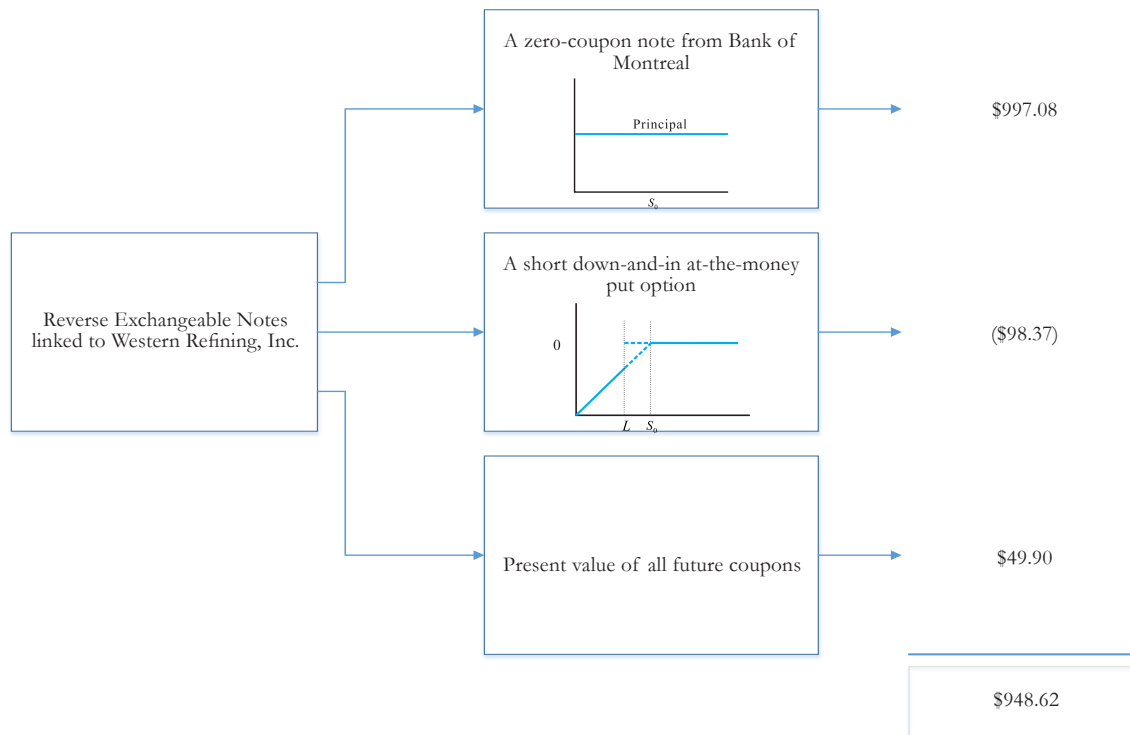 A zero-coupon note from Bank of
Montreal
Principal
S₀
$997.08
Reverse Exchangeable Notes
linked to Western Refining, Inc.
A short down-and-in at-the-money
put option
0
L S₀
($98.37)
Present value of all future coupons
$49.90
$948.62